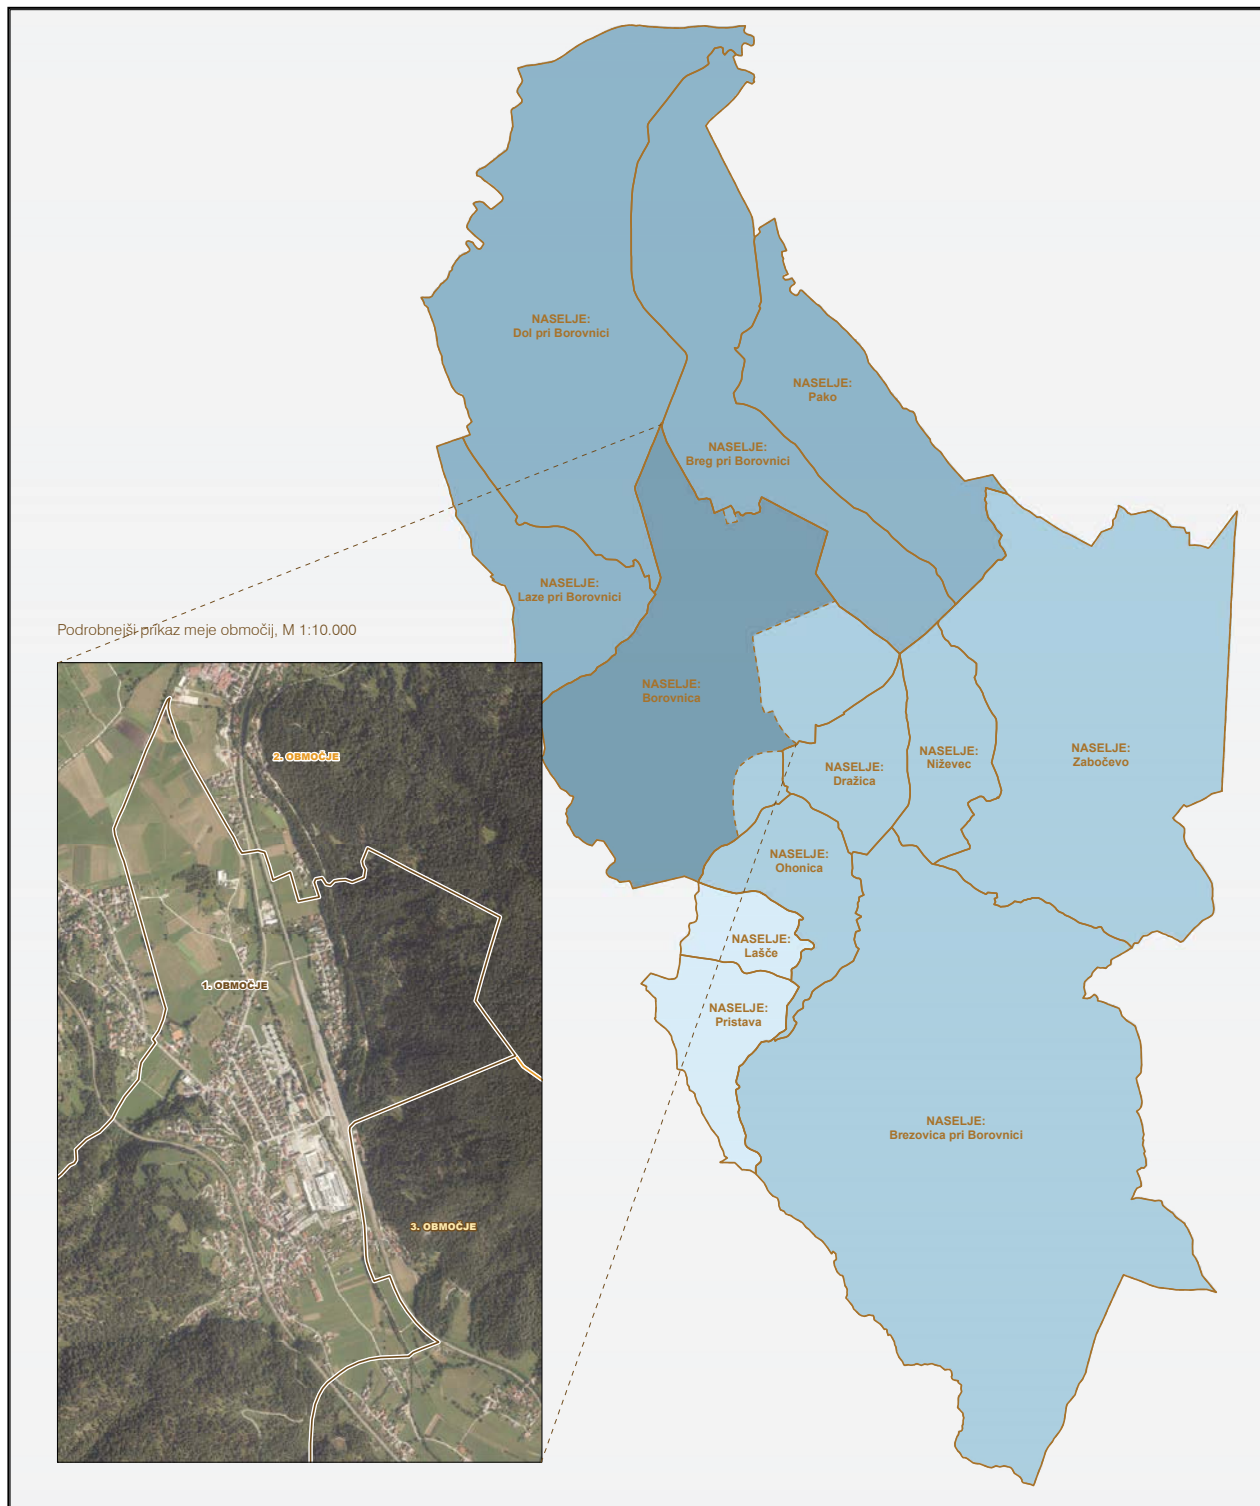 NASELJE:
Dol pri Borovnici
NASELJE:
Pako
NASELJE:
Breg pri Borovnici
NASELJE:
Laze pri Borovnici
Podrobnejši prikaz meje območij, M 1:10.000
NASELJE:
Borovnica
NASELJE:
Dražica
NASELJE:
Niževec
NASELJE:
Zabočevo
NASELJE:
Ohonica
NASELJE:
Lašče
NASELJE:
Pristava
NASELJE:
Brezovica pri Borovnici
2. OBMOČJE
1. OBMOČJE
3. OBMOČJE